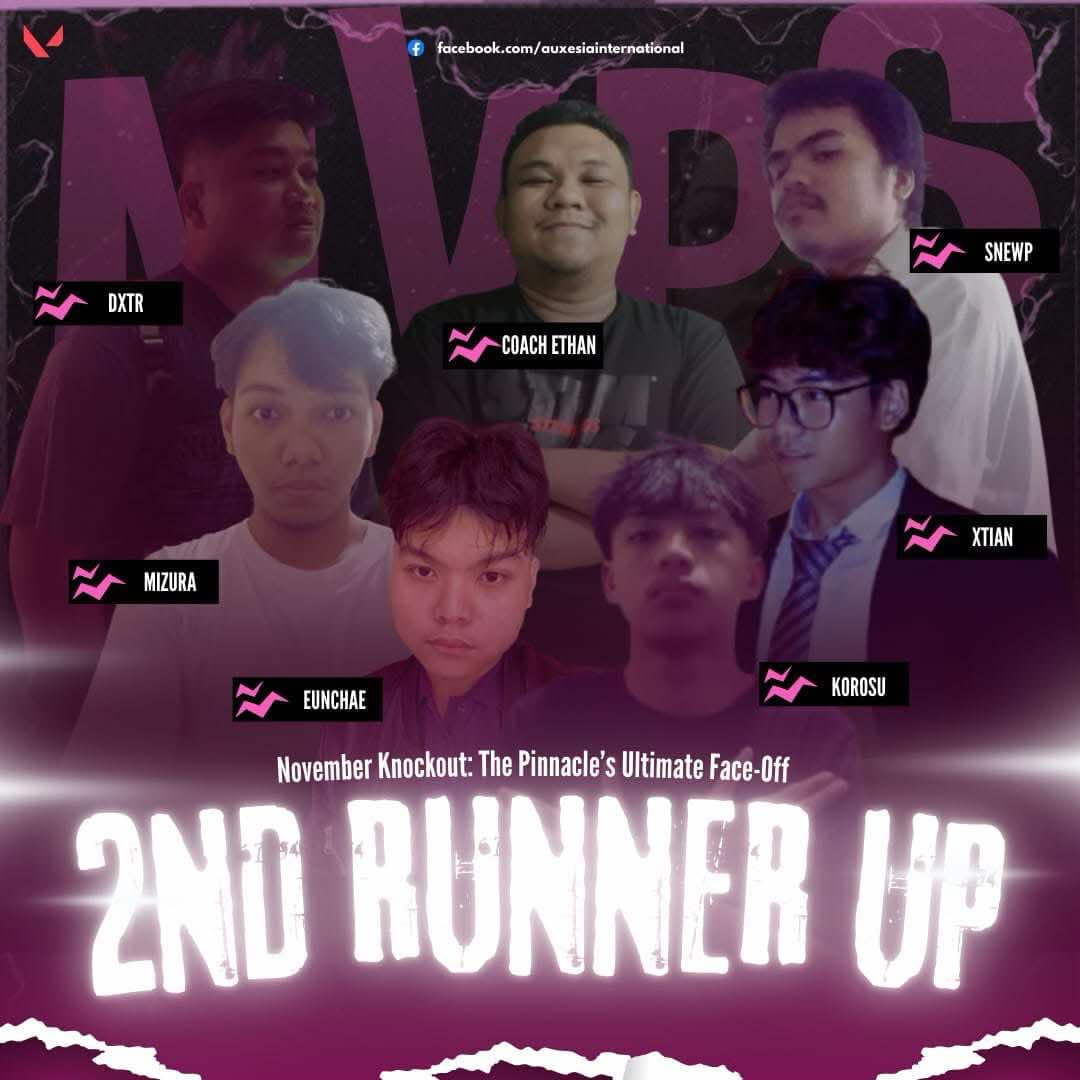 facebook.com/auxesiainternational
MVPS
SNEWP
DXTR
COACH ETHAN
XTIAN
MIZURA
EUNCHAE
KOROSU
November Knockout: The Pinnacle's Ultimate Face-Off
2ND RUNNER UP